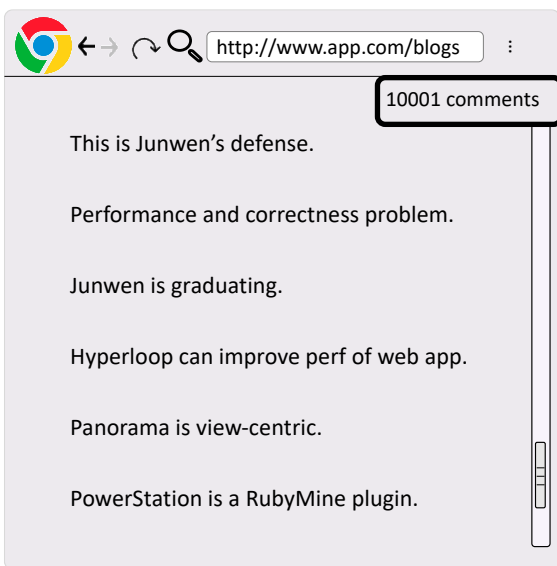 http://www.app.com/blogs
10001 comments
This is Junwen’s defense.
Performance and correctness problem.
Junwen is graduating.
Hyperloop can improve perf of web app.
Panorama is view-centric.
PowerStation is a RubyMine plugin.